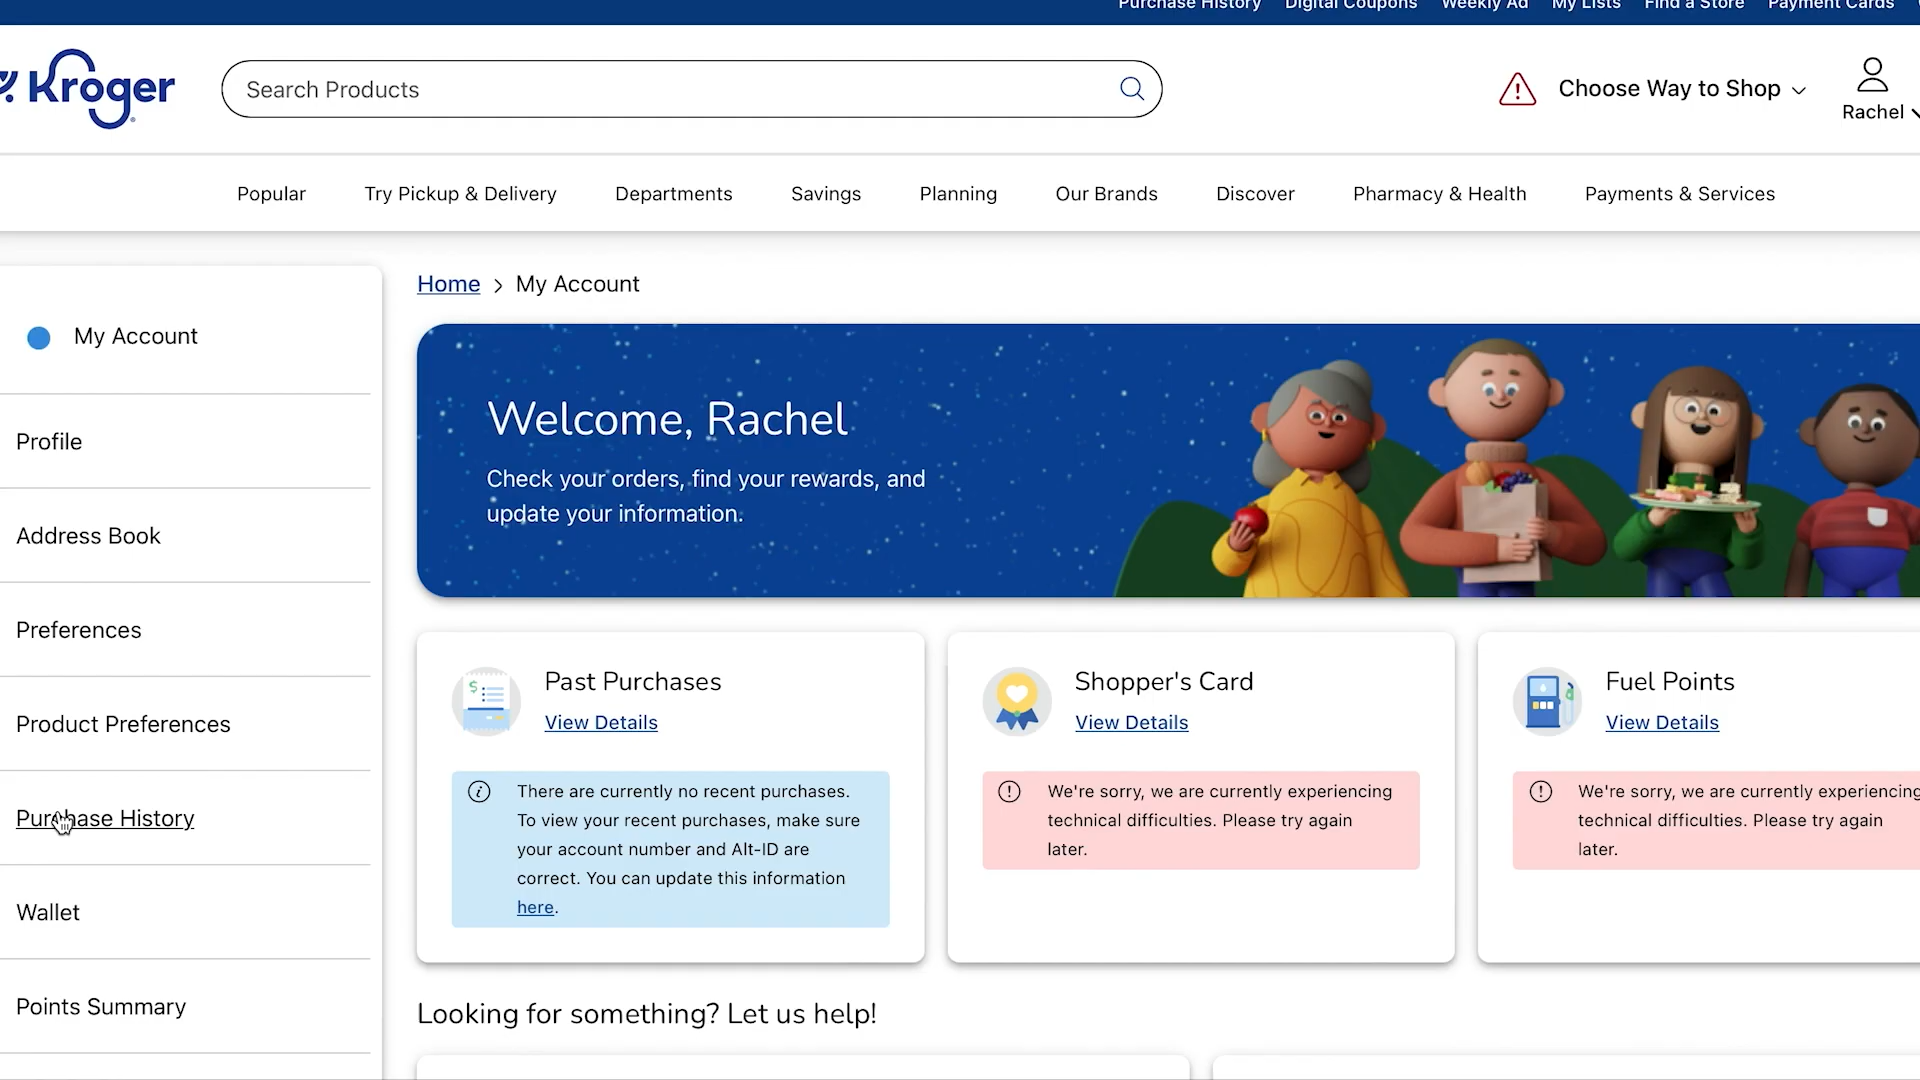 Purchase History Digital Coupons Weekly Ad My Lists Find a Store Payment Cards
Kroger
Search Products
Choose Way to Shop
Rachel
Popular Try Pickup & Delivery Departments Savings Planning Our Brands Discover Pharmacy & Health Payments & Services
Home > My Account
My Account
Profile
Address Book
Preferences
Product Preferences
Purchase History
Wallet
Points Summary
Welcome, Rachel
Check your orders, find your rewards, and
update your information.
Past Purchases
View Details
There are currently no recent purchases.
To view your recent purchases, make sure
your account number and Alt-ID are
correct. You can update this information
here.
Shopper's Card
View Details
We're sorry, we are currently experiencing
technical difficulties. Please try again
later.
Fuel Points
View Details
We're sorry, we are currently experiencing
technical difficulties. Please try again
later.
Looking for something? Let us help!